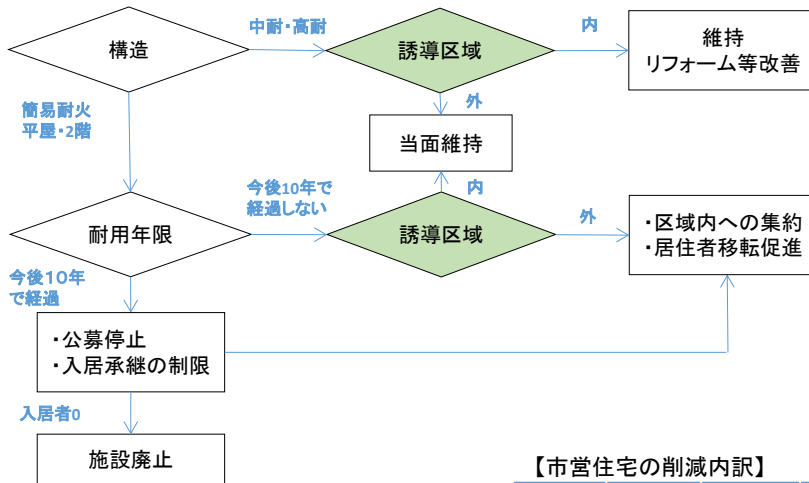 構造
中耐・高耐
誘導区域
内
維持
リフォーム等改善
簡易耐火
平屋・2階
外
当面維持
今後10年で
経過しない
内
耐用年限
誘導区域
外
・区域内への集約
・居住者移転促進
今後10年
で経過
・公募停止
・入居承継の制限
入居者0
施設廃止
【市営住宅の削減内訳】